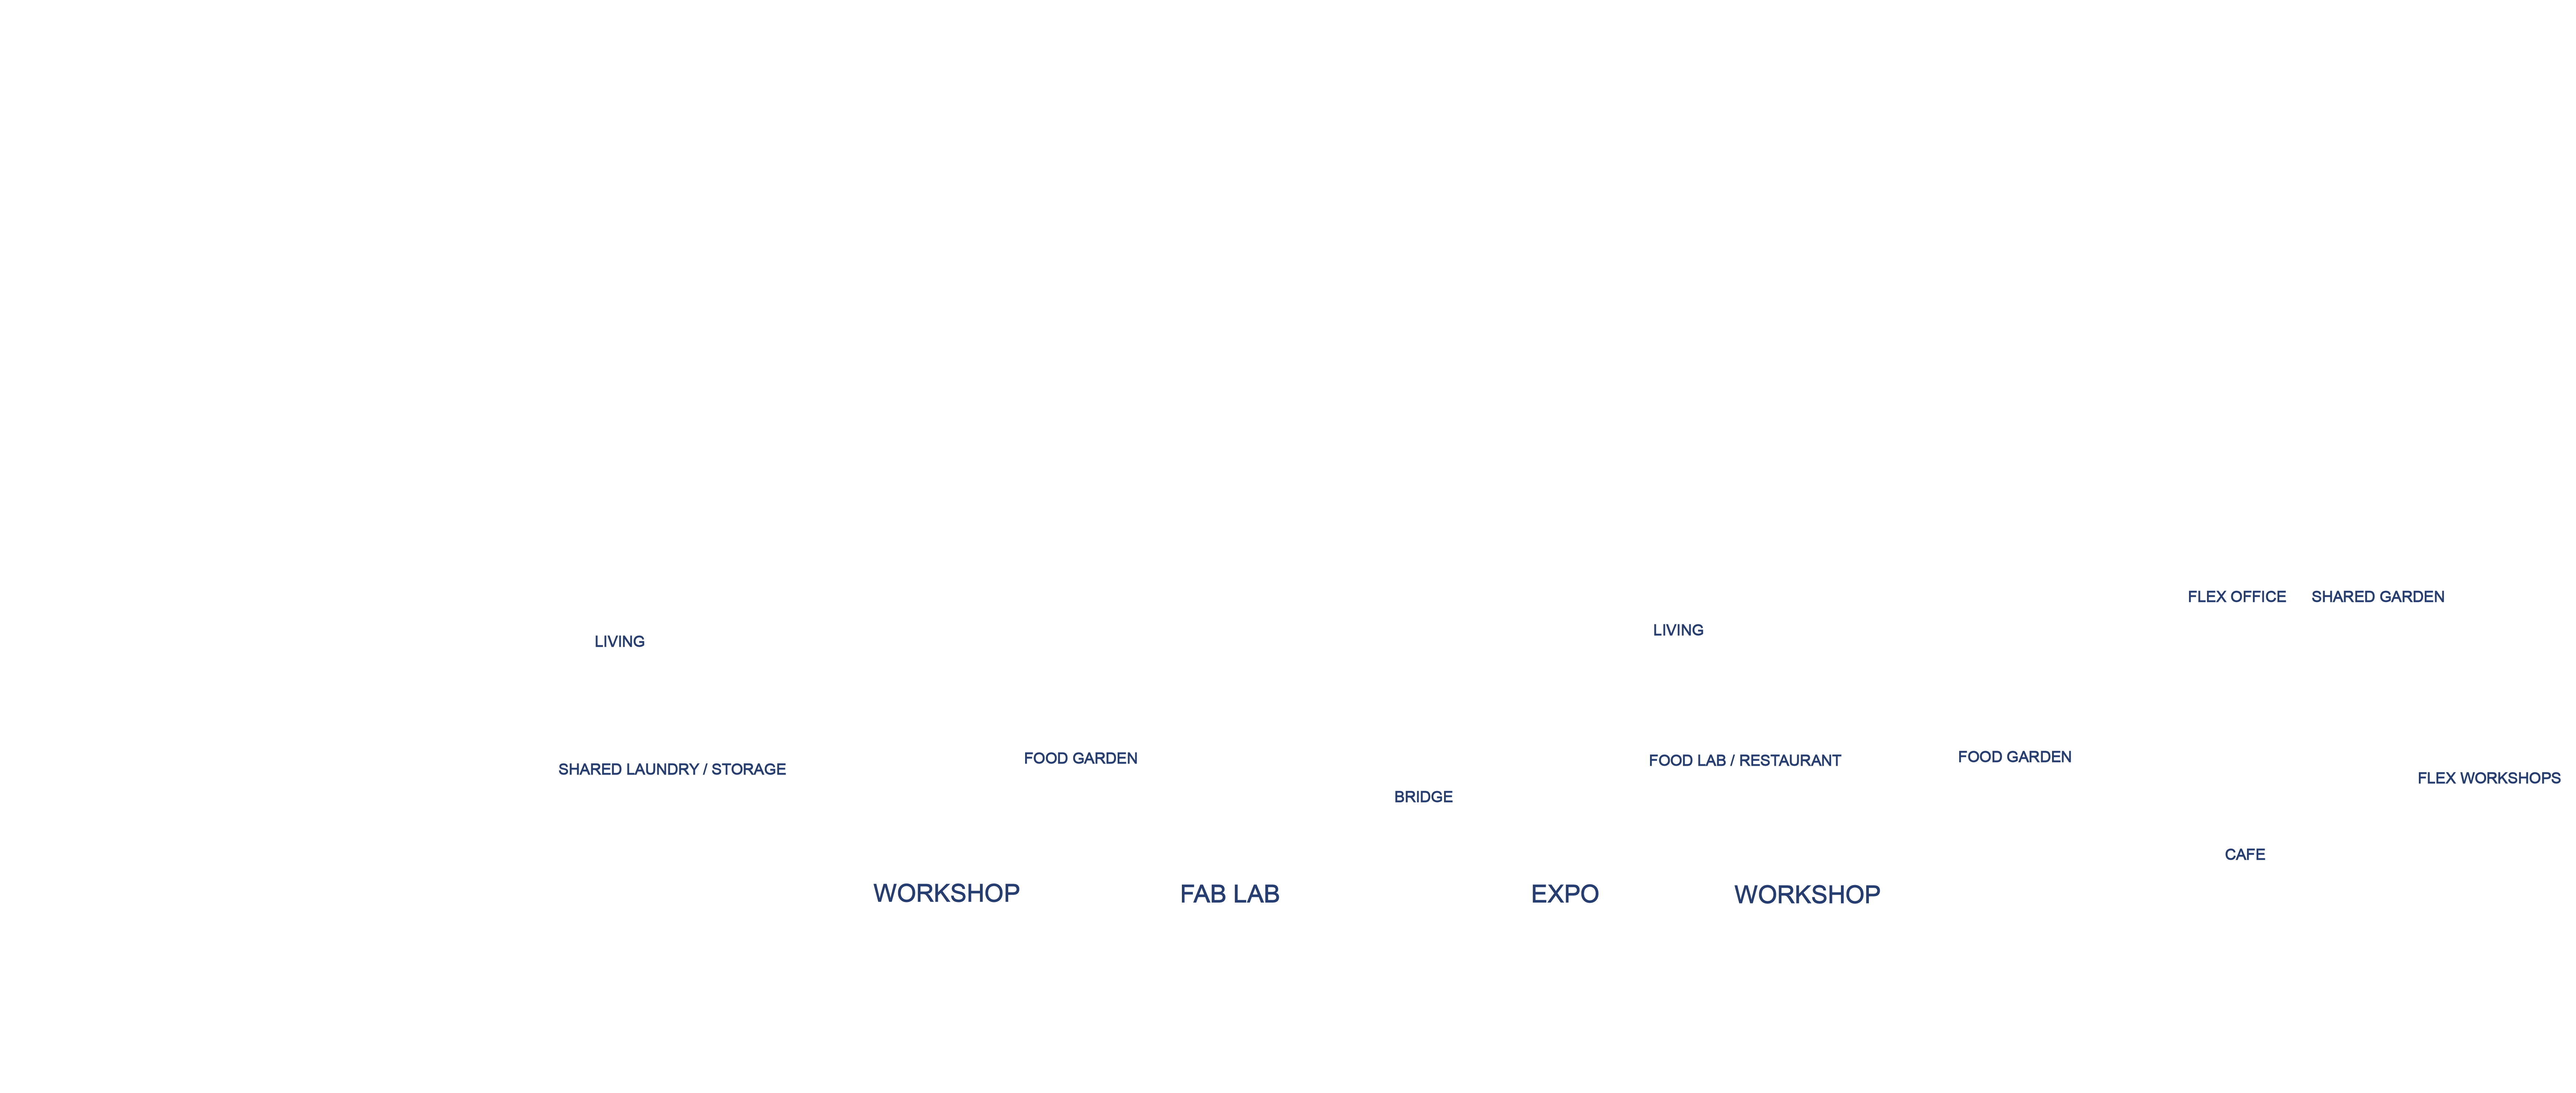 FLEX OFFICE SHARED GARDEN
LIVING
LIVING
FOOD GARDEN
FOOD GARDEN
FOOD LAB / RESTAURANT
SHARED LAUNDRY / STORAGE
FLEX WORKSHOPS
BRIDGE
CAFE
WORKSHOP
FAB LAB
EXPO
WORKSHOP